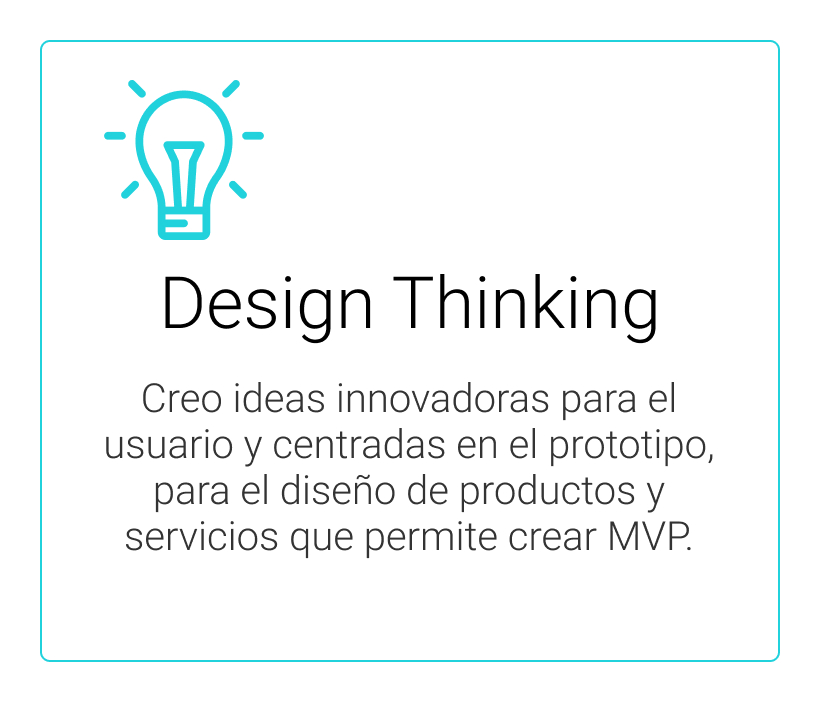 Design Thinking
Creo ideas innovadoras para el
usuario y centradas en el prototipo,
para el diseño de productos y
servicios que permite crear MVP.